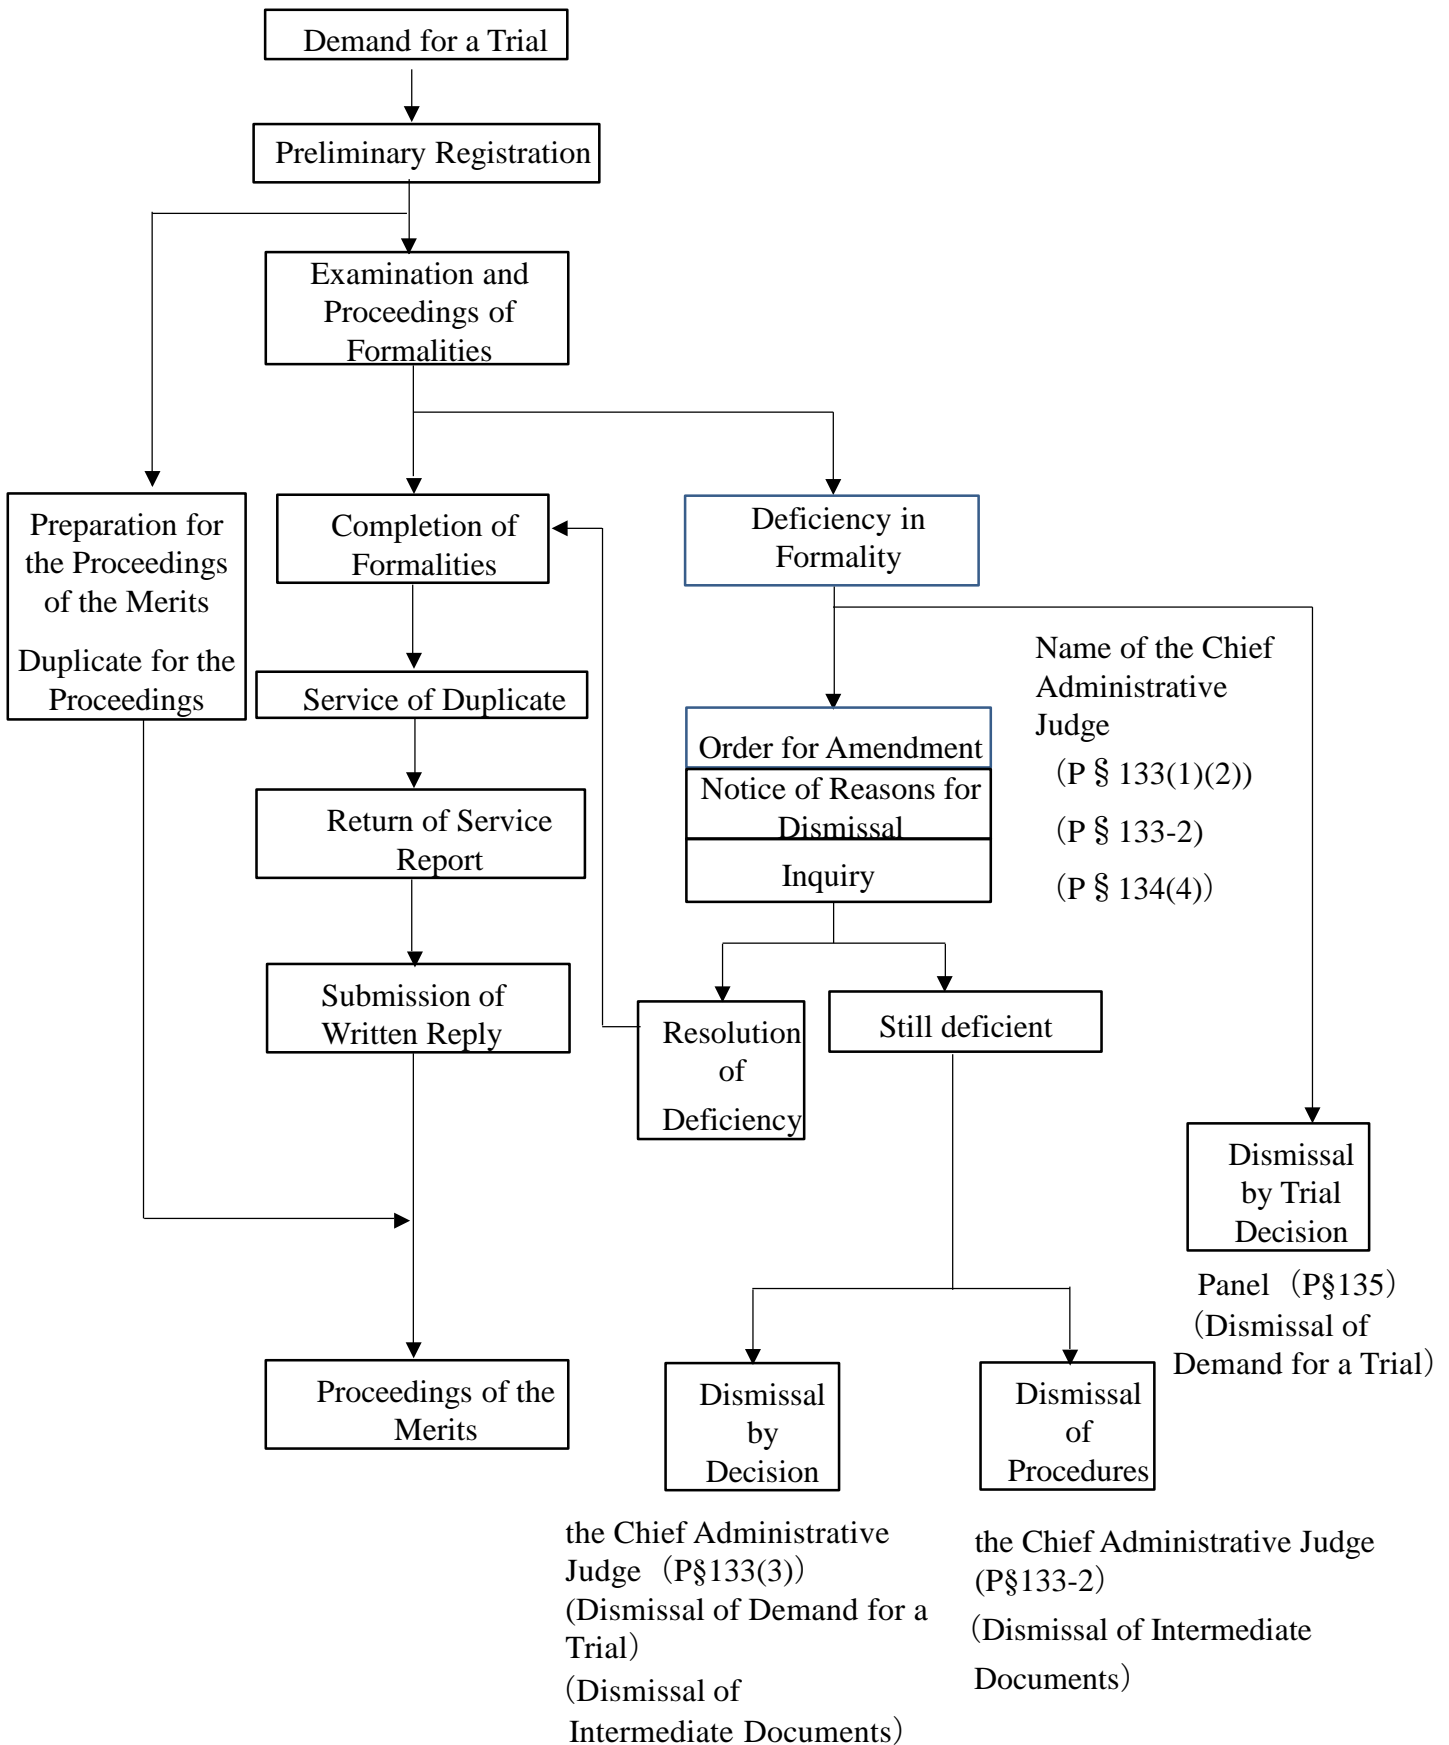 Demand for a Trial
Preliminary Registration
Examination and
Proceedings of
Formalities
Preparation for
the Proceedings
of the Merits
Duplicate for the
Proceedings
Completion of
Formalities
Deficiency in
Formality
Service of Duplicate
Return of Service
Report
Submission of
Written Reply
Order for Amendment
Notice of Reasons for
Dismissal
Inquiry
Name of the Chief
Administrative
Judge
(P§133(1)(2))
(P§133-2)
(P§134(4))
Resolution
of
Deficiency
Still deficient
Dismissal
by Trial
Decision
Panel (P§135)
(Dismissal of
Demand for a Trial)
Proceedings of the
Merits
Dismissal
by
Decision
Dismissal
of
Procedures
the Chief Administrative
Judge (P§133(3))
(Dismissal of Demand for a
Trial)
(Dismissal of
Intermediate Documents)
the Chief Administrative Judge
(P§133-2)
(Dismissal of Intermediate
Documents)